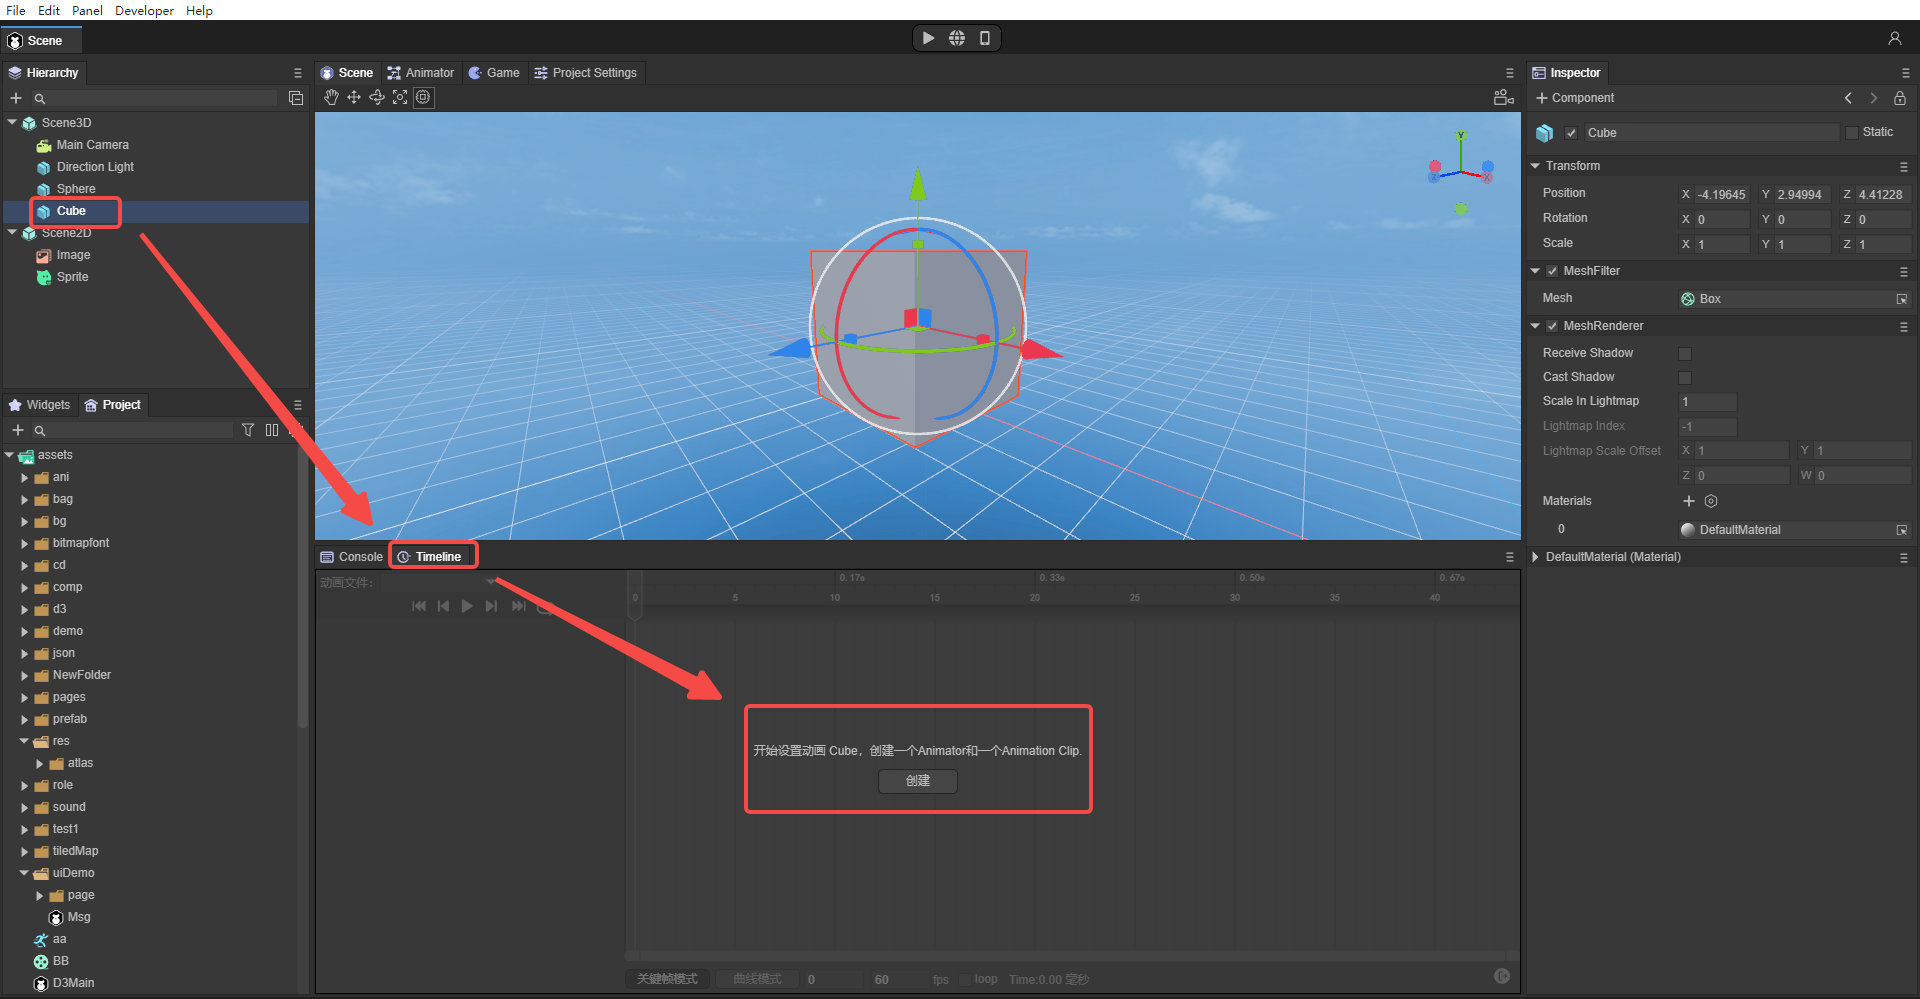 File Edit Panel Developer Help
Scene
Hierarchy
Scene3D
Main Camera
Direction Light
Sphere
Cube
Scene2D
Image
Sprite
Widgets Project
assets
ani
bag
bg
bitmapfont
cd
comp
d3
demo
json
NewFolder
pages
prefab
res
atlas
role
sound
test1
tiledMap
uiDemo
page
Msg
aa
BB
D3Main
Scene Animator Game Project Settings
Y
Z X
Console Timeline
动画文件:
0.17s 0.33s 0.50s 0.67s
0 5 10 15 20 25 30 35 40
开始设置动画 Cube，创建一个Animator和一个Animation Clip.
创建
关键帧模式 曲线模式 0 60 fps loop Time:0.00 毫秒
Inspector
Component
Cube Static
Transform
Position X -4.19645 Y 2.94994 Z 4.41228
Rotation X 0 Y 0 Z 0
Scale X 1 Y 1 Z 1
MeshFilter
Mesh Box
MeshRenderer
Receive Shadow
Cast Shadow
Scale In Lightmap 1
Lightmap Index -1
Lightmap Scale Offset X 1 Y 1
Z 0 W 0
Materials
0 DefaultMaterial
DefaultMaterial (Material)